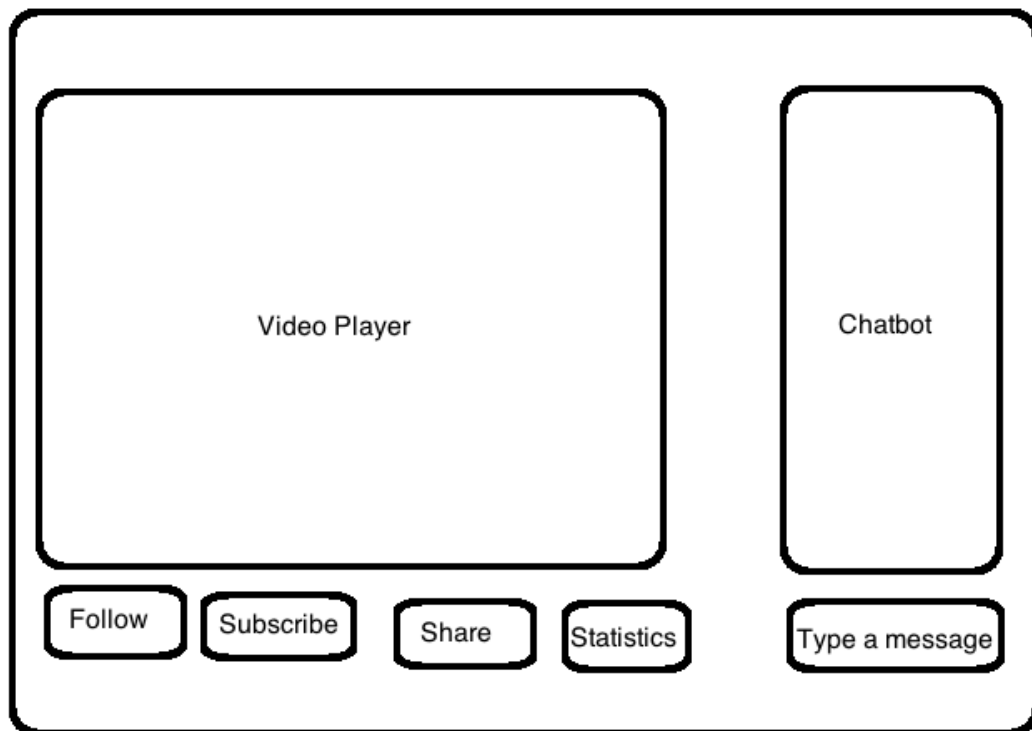 Video Player
Chatbot
Follow
Subscribe
Share
Statistics
Type a message